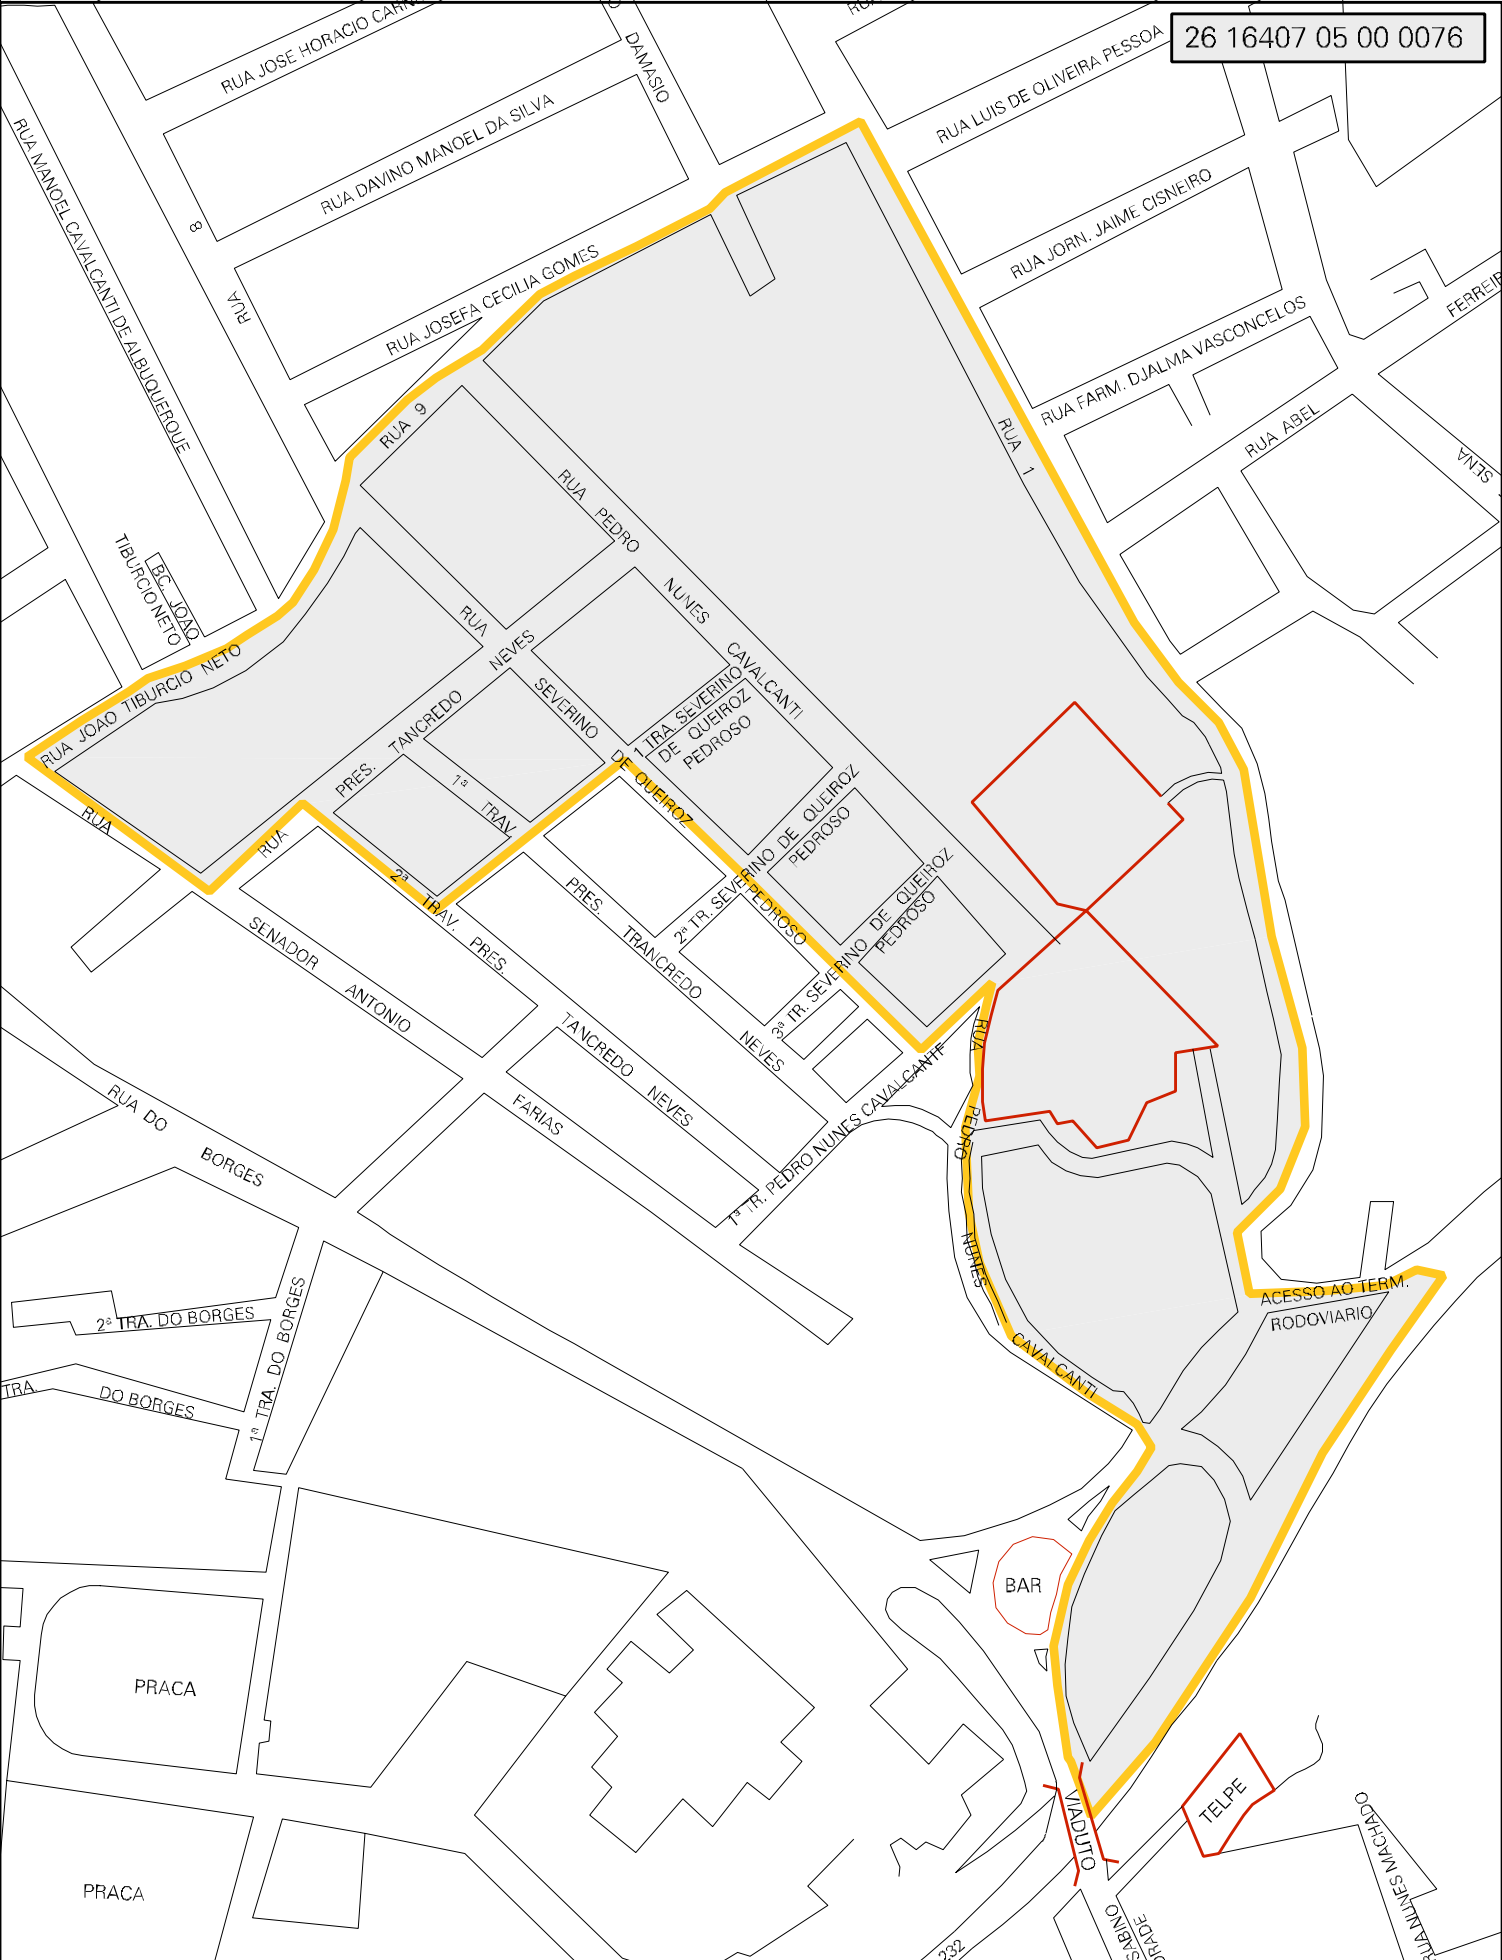 26 16407 05 00 0076
RUA JOSE HORACIO
DAMASIO
RUA LUIS DE OLIVEIRA PESSOA
RUA DAVINO MANOEL DA SILVA
RUA MANOEL CAVALCANTI DE ALBUQUERQUE
RUA 8
RUA JORN. JAIME CISNEIRO
RUA JOSEFA CECILIA GOMES
RUA FARM. DJALMA VASCONCELOS
FERREIR
RUA 9
RUA 1
RUA ABEL
SENA
RUA PEDRO NUNES CAVALCANTI
BC. JOAO
TIBURCIO NETO
RUA JOAO TIBURCIO NETO
RUA SEVERINO DE QUEIROZ PEDROSO
RUA PRES. TANCREDO NEVES
1 TRA. SEVERINO
DE QUEIROZ
PEDROSO
1ª TRAV. PRES. TRANCREDO NEVES
2ª TRAV. PRES. TANCREDO NEVES
2ª TR. SEVERINO DE QUEIROZ
PEDROSO
3ª TR. SEVERINO DE QUEIROZ
PEDROSO
RUA SENADOR ANTONIO FARIAS
1ª TR. PEDRO NUNES CAVALCANTE
RUA PEDRO NUNES CAVALCANTI
RUA DO BORGES
2ª TRA. DO BORGES
1ª TRA. DO BORGES
TRA. DO BORGES
ACESSO AO TERM.
RODOVIARIO
BAR
PRACA
PRACA
TELPE
VIADUTO
RUA NUNES MACHADO
SABINO
232